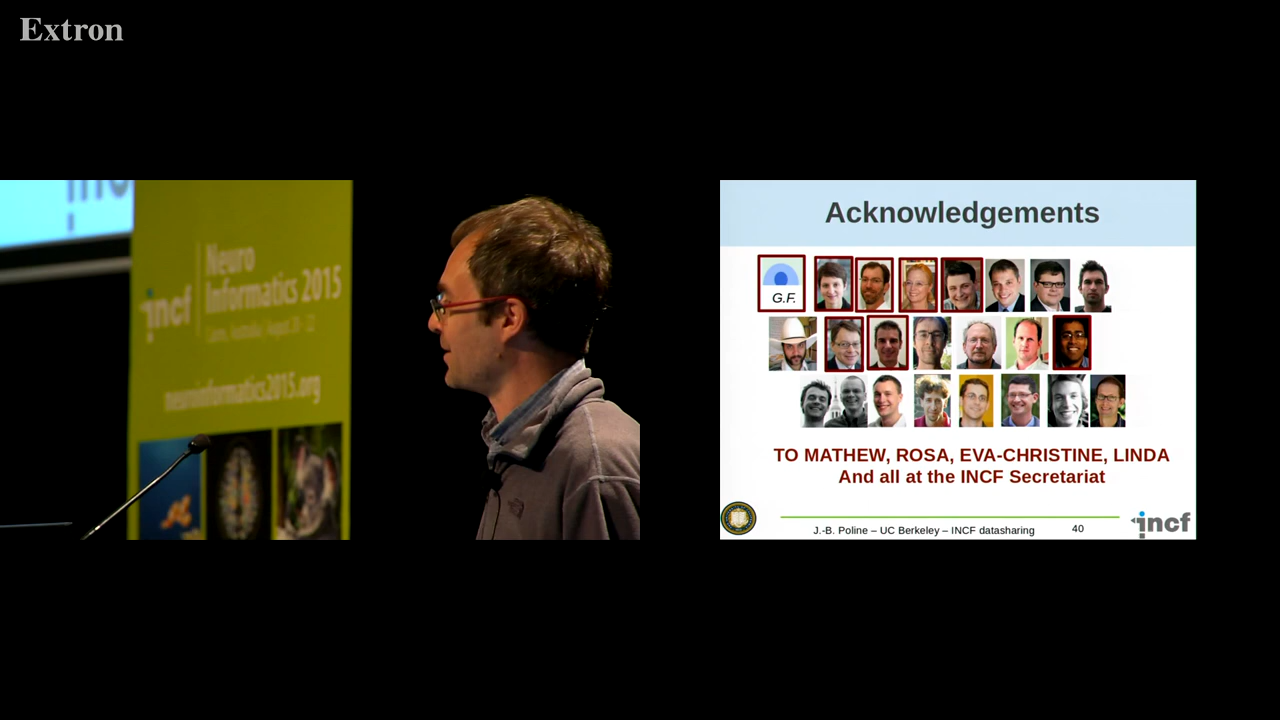 Extron
incf
Neuro
Informatics 2015
neuroinformatics2015.org
Acknowledgements
G.F.
TO MATHEW, ROSA, EVA-CHRISTINE, LINDA
And all at the INCF Secretariat
J.-B. Poline – UC Berkeley – INCF datasharing
40
incf